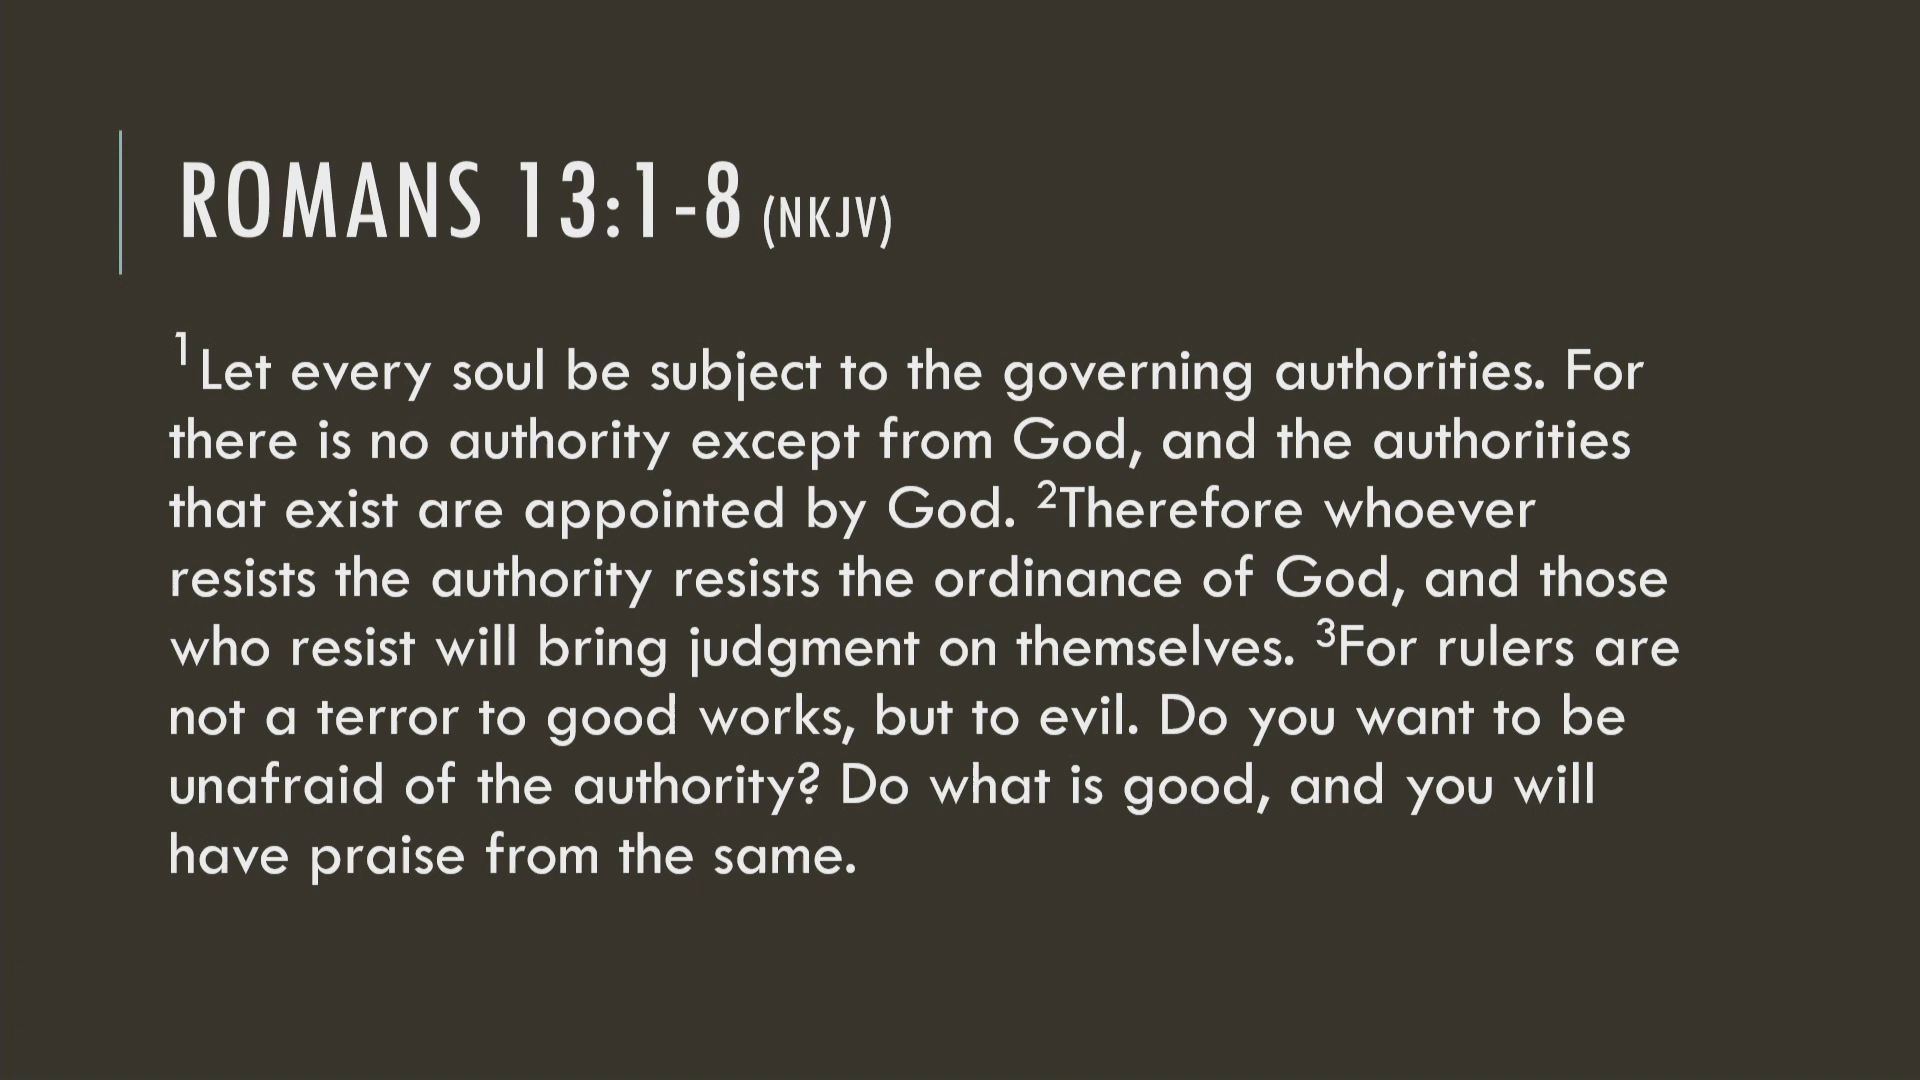 ROMANS 13:1-8 (NKJV)
¹Let every soul be subject to the governing authorities. For
there is no authority except from God, and the authorities
that exist are appointed by God. ²Therefore whoever
resists the authority resists the ordinance of God, and those
who resist will bring judgment on themselves. ³For rulers are
not a terror to good works, but to evil. Do you want to be
unafraid of the authority? Do what is good, and you will
have praise from the same.